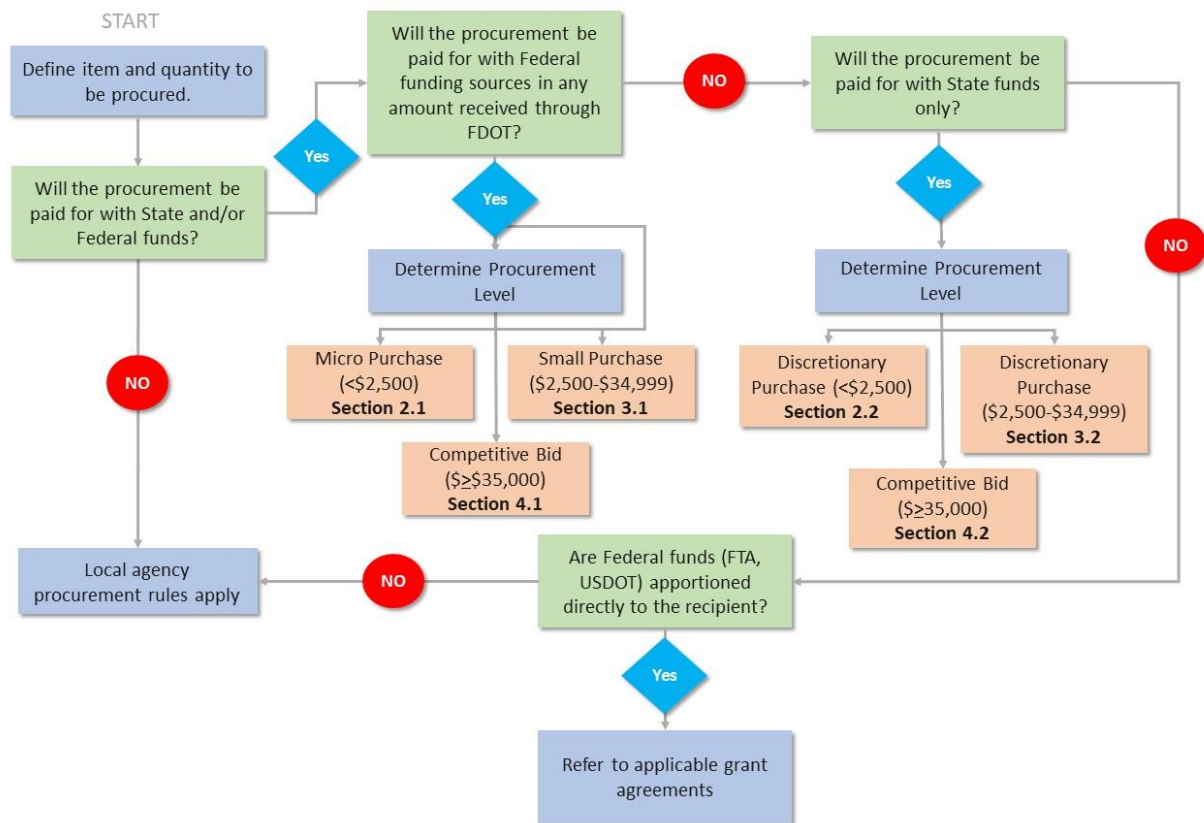 START
Define item and quantity to
be procured.
Will the procurement be
paid for with State and/or
Federal funds?
Yes
NO
Local agency
procurement rules apply
Will the procurement be
paid for with Federal
funding sources in any
amount received through
FDOT?
Yes
NO
Determine Procurement
Level
Micro Purchase
(<$2,500)
Section 2.1
Small Purchase
($2,500-$34,999)
Section 3.1
Competitive Bid
($≥$35,000)
Section 4.1
Will the procurement be
paid for with State funds
only?
Yes
NO
Determine Procurement
Level
Discretionary
Purchase (<$2,500)
Section 2.2
Discretionary
Purchase
($2,500-$34,999)
Section 3.2
Competitive Bid
($≥35,000)
Section 4.2
Are Federal funds (FTA,
USDOT) apportioned
directly to the recipient?
NO
Yes
Refer to applicable grant
agreements